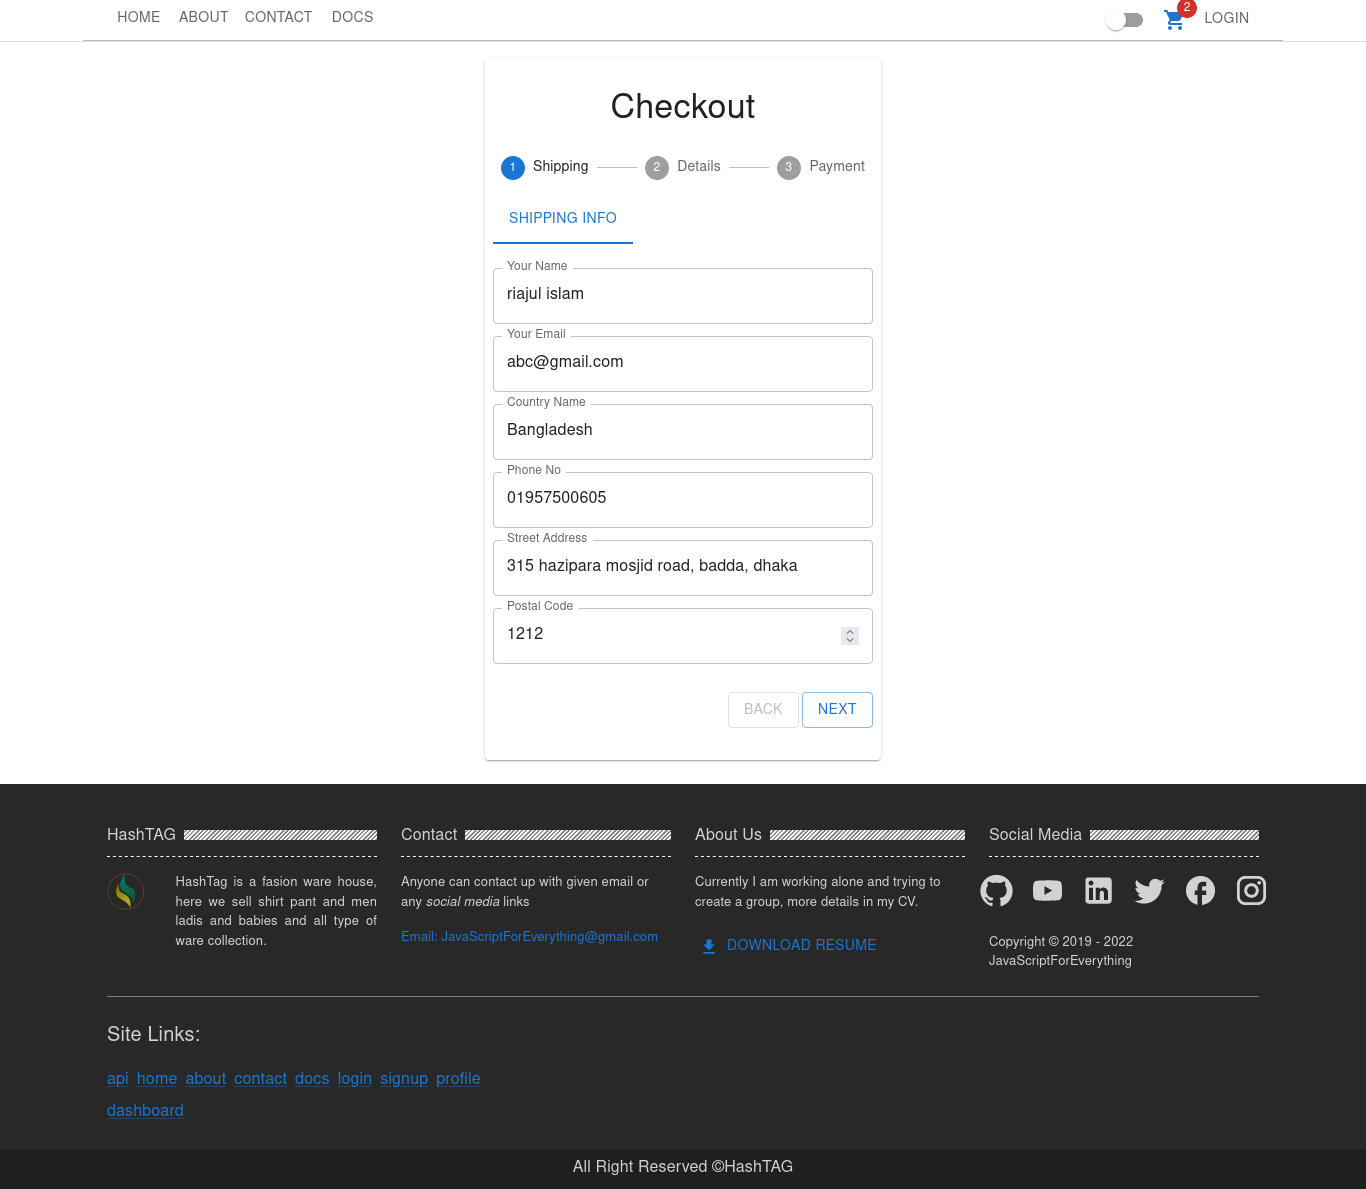 HOME ABOUT CONTACT DOCS 2 LOGIN
Checkout
1 Shipping 2 Details 3 Payment
SHIPPING INFO
Your Name
riajul islam
Your Email
abc@gmail.com
Country Name
Bangladesh
Phone No
01957500605
Street Address
315 hazipara mosjid road, badda, dhaka
Postal Code
1212
BACK NEXT
HashTAG
HashTag is a fasion ware house,
here we sell shirt pant and men
ladis and babies and all type of
ware collection.
Contact
Anyone can contact up with given email or
any social media links
Email: JavaScriptForEverything@gmail.com
About Us
Currently I am working alone and trying to
create a group, more details in my CV.
DOWNLOAD RESUME
Social Media
Copyright © 2019 - 2022
JavaScriptForEverything
Site Links:
api home about contact docs login signup profile
dashboard
All Right Reserved ©HashTAG